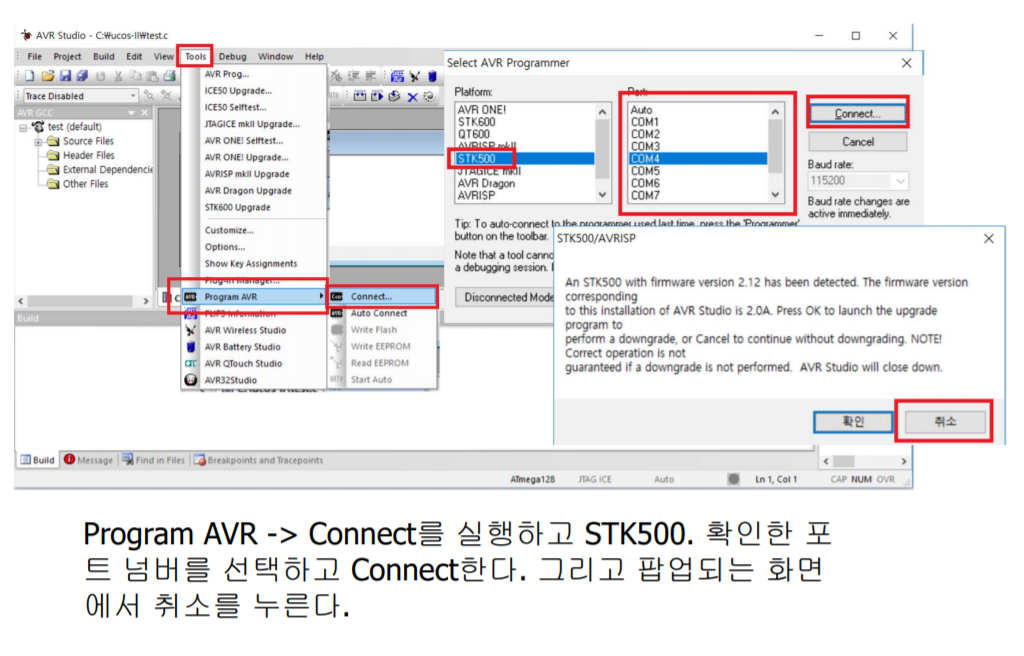 AVR Studio - C:₩ucos-II₩test.c
File Project Build Edit View Tools Debug Window Help
Trace Disabled
AVR GCC
test (default)
Source Files
Header Files
External Dependencie
Other Files
Build
AVR Prog...
ICE50 Upgrade...
ICE50 Selftest...
JTAGICE mkII Upgrade...
AVR ONE! Selftest...
AVR ONE! Upgrade...
AVRISP mkII Upgrade
AVR Dragon Upgrade
STK600 Upgrade
Customize...
Options...
Show Key Assignments
Plug-in Manager...
Program AVR
FLIP3 Information
AVR Wireless Studio
AVR Battery Studio
AVR QTouch Studio
AVR32Studio
Connect...
Auto Connect
Write Flash
Write EEPROM
Read EEPROM
Start Auto
Select AVR Programmer
Platform:
AVR ONE!
STK600
QT600
AVRISP mkII
STK500
JTAGICE mkII
AVR Dragon
AVRISP
Port:
Auto
COM1
COM2
COM3
COM4
COM5
COM6
COM7
Connect...
Cancel
Baud rate:
115200
Baud rate changes are
active immediately.
Tip: To auto-connect to the programmer used last time, press the 'Programmer'
button on the toolbar.
Note that a tool canno
a debugging session.
Disconnected Mode
STK500/AVRISP
An STK500 with firmware version 2.12 has been detected. The firmware version
corresponding
to this installation of AVR Studio is 2.0A. Press OK to launch the upgrade
program to
perform a downgrade, or Cancel to continue without downgrading. NOTE!
Correct operation is not
guaranteed if a downgrade is not performed. AVR Studio will close down.
확인 취소
Build Message Find in Files Breakpoints and Tracepoints
ATmega128 JTAG ICE Auto Ln 1, Col 1 CAP NUM OVR
Program AVR -> Connect를 실행하고 STK500. 확인한 포
트 넘버를 선택하고 Connect한다. 그리고 팝업되는 화면
에서 취소를 누른다.